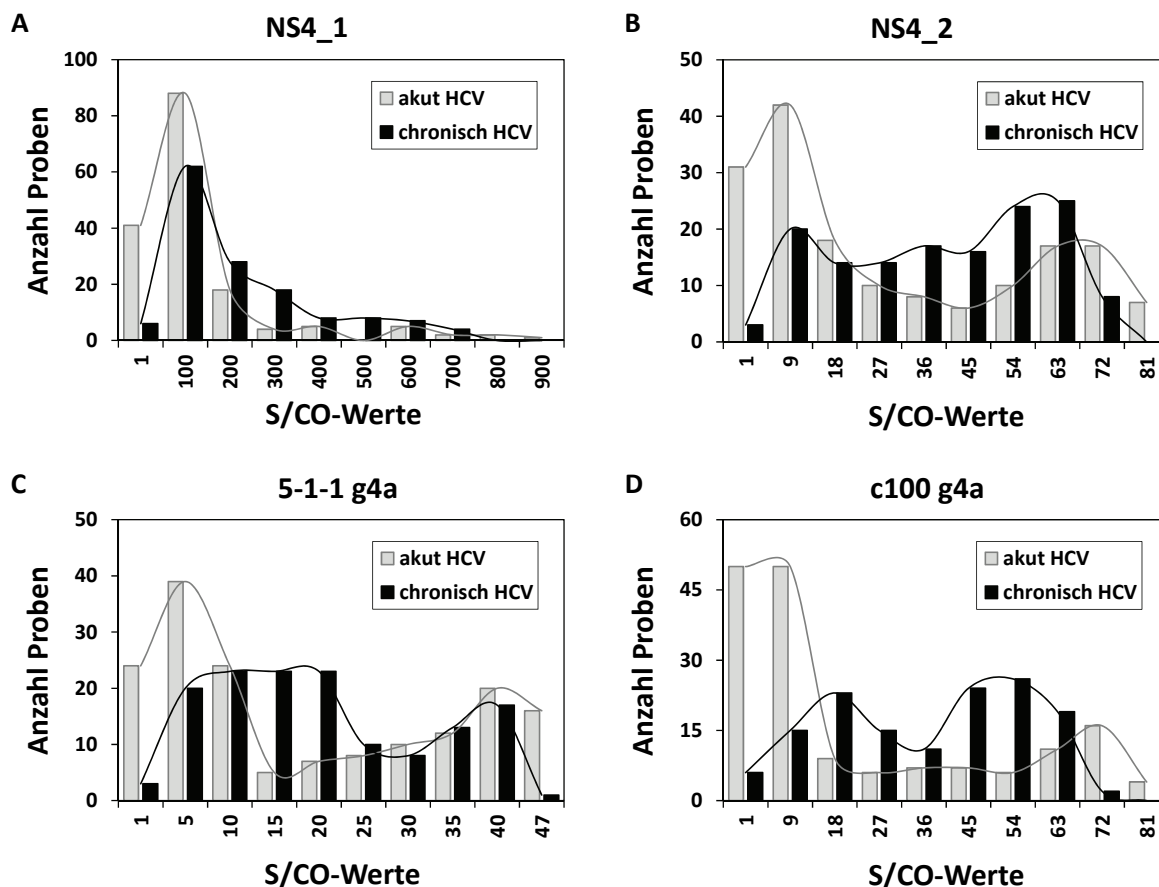 A
NS4_1
Anzahl Proben
100
80
60
40
20
0
akut HCV
chronisch HCV
1 100 200 300 400 500 600 700 800 900
S/CO-Werte
B
NS4_2
Anzahl Proben
50
40
30
20
10
0
akut HCV
chronisch HCV
1 9 18 27 36 45 54 63 72 81
S/CO-Werte
C
5-1-1 g4a
Anzahl Proben
50
40
30
20
10
0
akut HCV
chronisch HCV
1 5 10 15 20 25 30 35 40 47
S/CO-Werte
D
c100 g4a
Anzahl Proben
60
45
30
15
0
akut HCV
chronisch HCV
1 9 18 27 36 45 54 63 72 81
S/CO-Werte